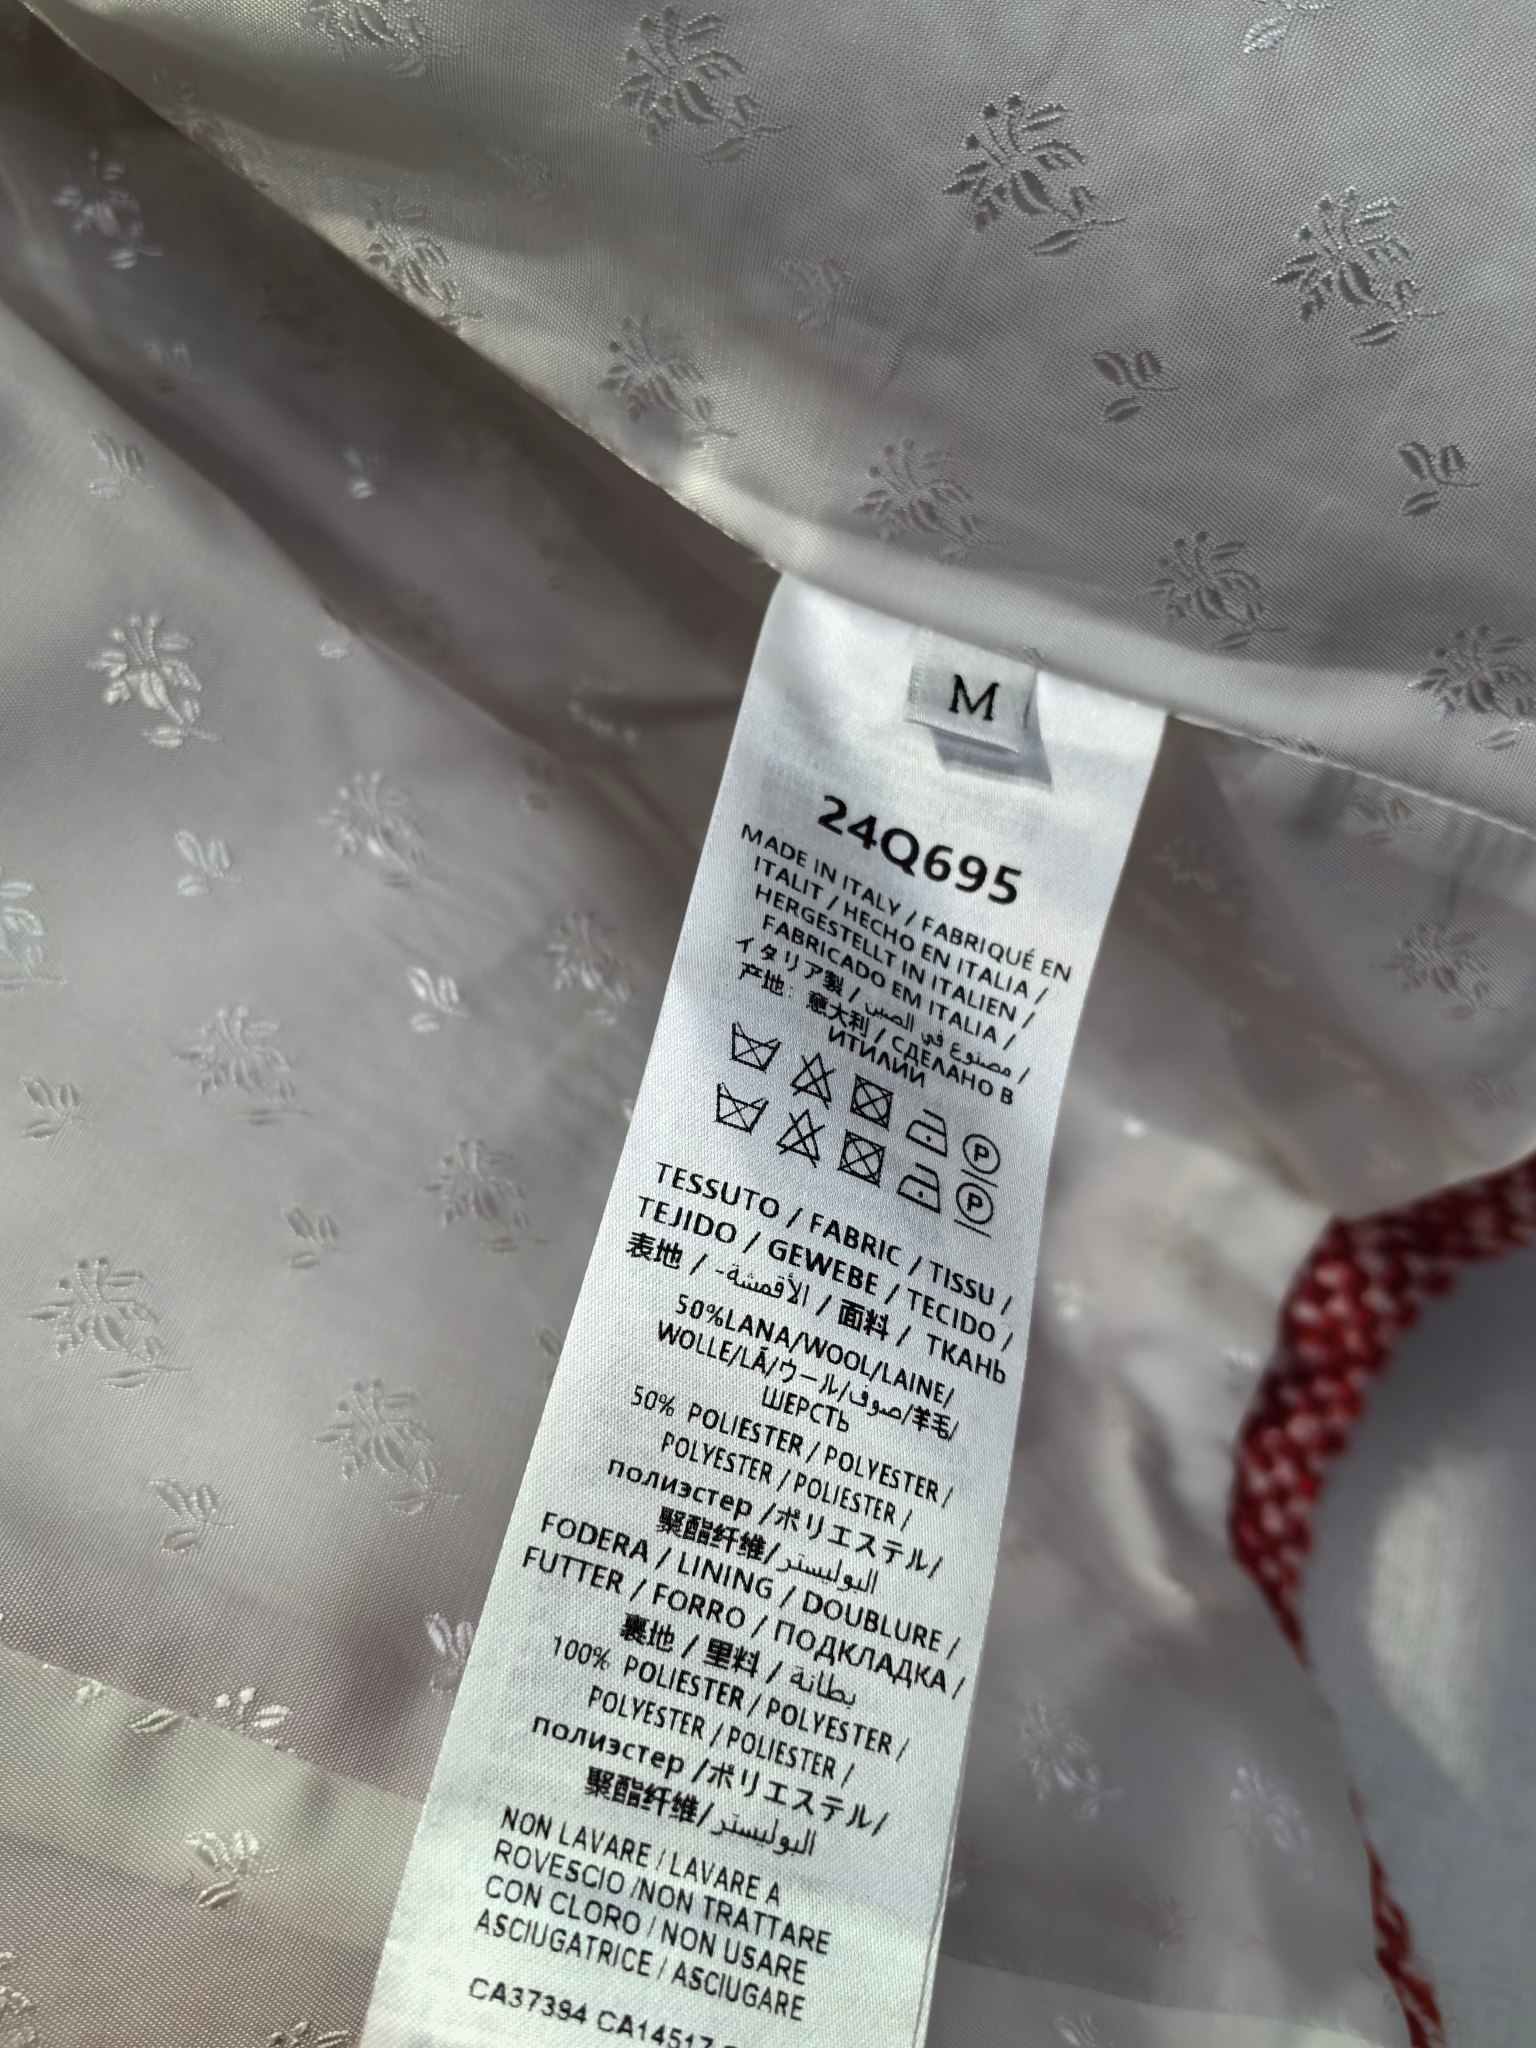 M
24Q695
MADE IN ITALY / FABRIQUÉ EN
ITALIT / HECHO EN ITALIA /
HERGESTELLT IN ITALIEN /
FABRICADO EM ITALIA /
イタリア製 / مصنوع في الصين /
产地：意大利 / СДЕЛАНО В
ИТИЛИИ
P
P
TESSUTO / FABRIC / TISSU /
TEJIDO / GEWEBE / TECIDO /
表地 / الأقمشة- / 面料 / ТКАНЬ
50%LANA/WOOL/LAINE/
WOLLE/LÃ/ウール/صوف/羊毛/
ШЕРСТЬ
50% POLIESTER / POLYESTER /
POLYESTER / POLIESTER /
полиэстер /ポリエステル/
聚酯纤维/البوليستر
FODERA / LINING / DOUBLURE /
FUTTER / FORRO / ПОДКЛАДКА /
裏地 / 里料 / بطانة
100% POLIESTER / POLYESTER /
POLYESTER / POLIESTER /
полиэстер /ポリエステル/
聚酯纤维/البوليستر
NON LAVARE / LAVARE A
ROVESCIO /NON TRATTARE
CON CLORO / NON USARE
ASCIUGATRICE / ASCIUGARE
CA37394 CA14517